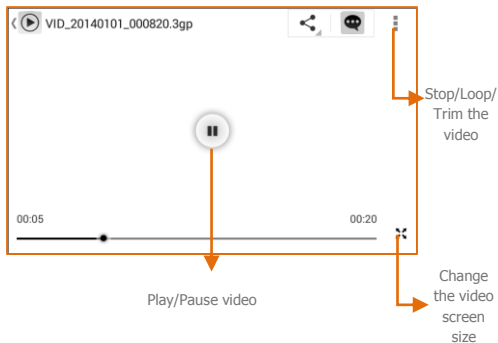 VID_20140101_000820.3gp
Stop/Loop/
Trim the
video
00:05
00:20
Play/Pause video
Change
the video
screen
size